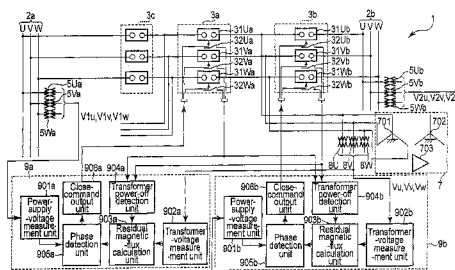 1
2a
3c
3a
3b
2b
U V W
U V W
31Ua
32Ua
31Va
32Va
31Wa
32Wa
31Ub
32Ub
31Vb
32Vb
31Wb
32Wb
5Ua
5Va
5Wa
5Ub
5Vb
5Wb
V1u,V1v,V1w
V2u,V2v,V2w
701
702
703
7
8U
8V
8W
Vu,Vv,Vw
9a
906a
904a
901a
Close-command output unit
Transformer power-off detection unit
903a
902a
Power-supply-voltage measurement unit
Phase detection unit
Residual magnetic-flux calculation unit
Transformer-voltage measurement unit
905a
906b
Close-command output unit
Transformer power-off detection unit
904b
903b
902b
Power-supply-voltage measurement unit
901b
Phase detection unit
Residual magnetic-flux calculation unit
Transformer-voltage measurement unit
9b
905b